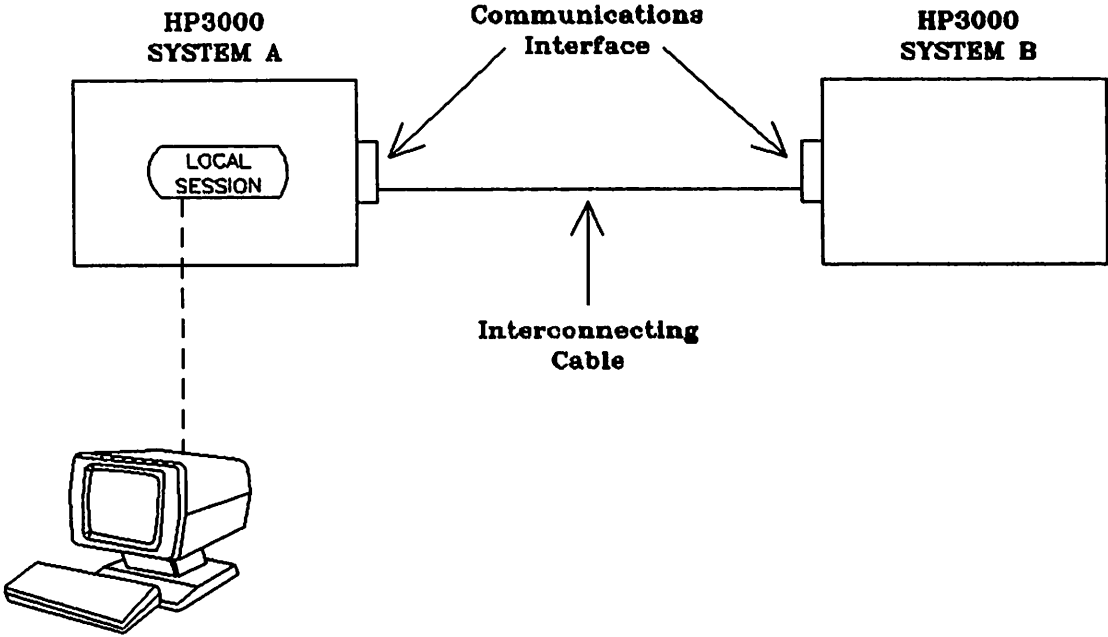 HP3000
SYSTEM A
Communications
Interface
HP3000
SYSTEM B
LOCAL
SESSION
Interconnecting
Cable